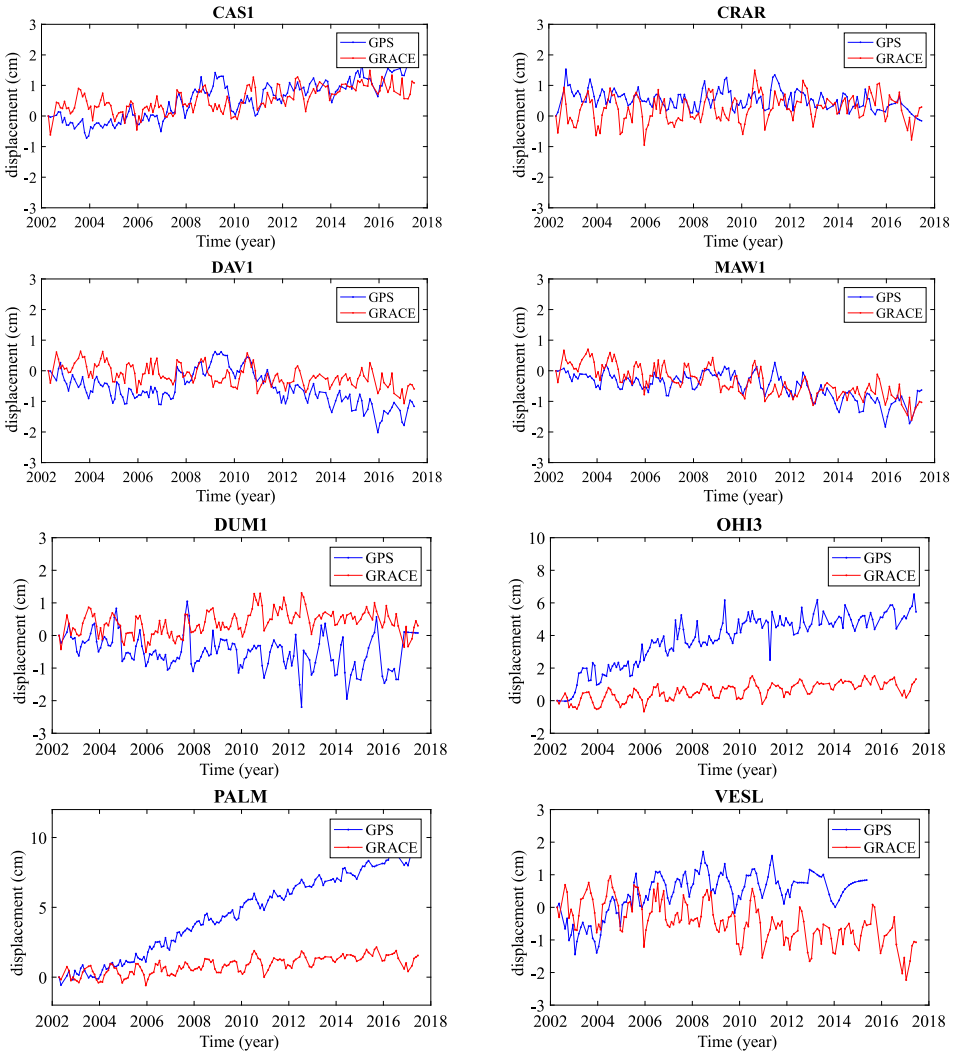 CAS1
3
2
1
0
-1
-2
-3
displacement (cm)
GPS
GRACE
2002 2004 2006 2008 2010 2012 2014 2016 2018
Time (year)
CRAR
3
2
1
0
-1
-2
-3
displacement (cm)
GPS
GRACE
2002 2004 2006 2008 2010 2012 2014 2016 2018
Time (year)
DAV1
3
2
1
0
-1
-2
-3
displacement (cm)
GPS
GRACE
2002 2004 2006 2008 2010 2012 2014 2016 2018
Time (year)
MAW1
3
2
1
0
-1
-2
-3
displacement (cm)
GPS
GRACE
2002 2004 2006 2008 2010 2012 2014 2016 2018
Time (year)
DUM1
3
2
1
0
-1
-2
-3
displacement (cm)
GPS
GRACE
2002 2004 2006 2008 2010 2012 2014 2016 2018
Time (year)
OHI3
10
8
6
4
2
0
-2
displacement (cm)
GPS
GRACE
2002 2004 2006 2008 2010 2012 2014 2016 2018
Time (year)
PALM
10
5
0
displacement (cm)
GPS
GRACE
2002 2004 2006 2008 2010 2012 2014 2016 2018
Time (year)
VESL
3
2
1
0
-1
-2
-3
displacement (cm)
GPS
GRACE
2002 2004 2006 2008 2010 2012 2014 2016 2018
Time (year)